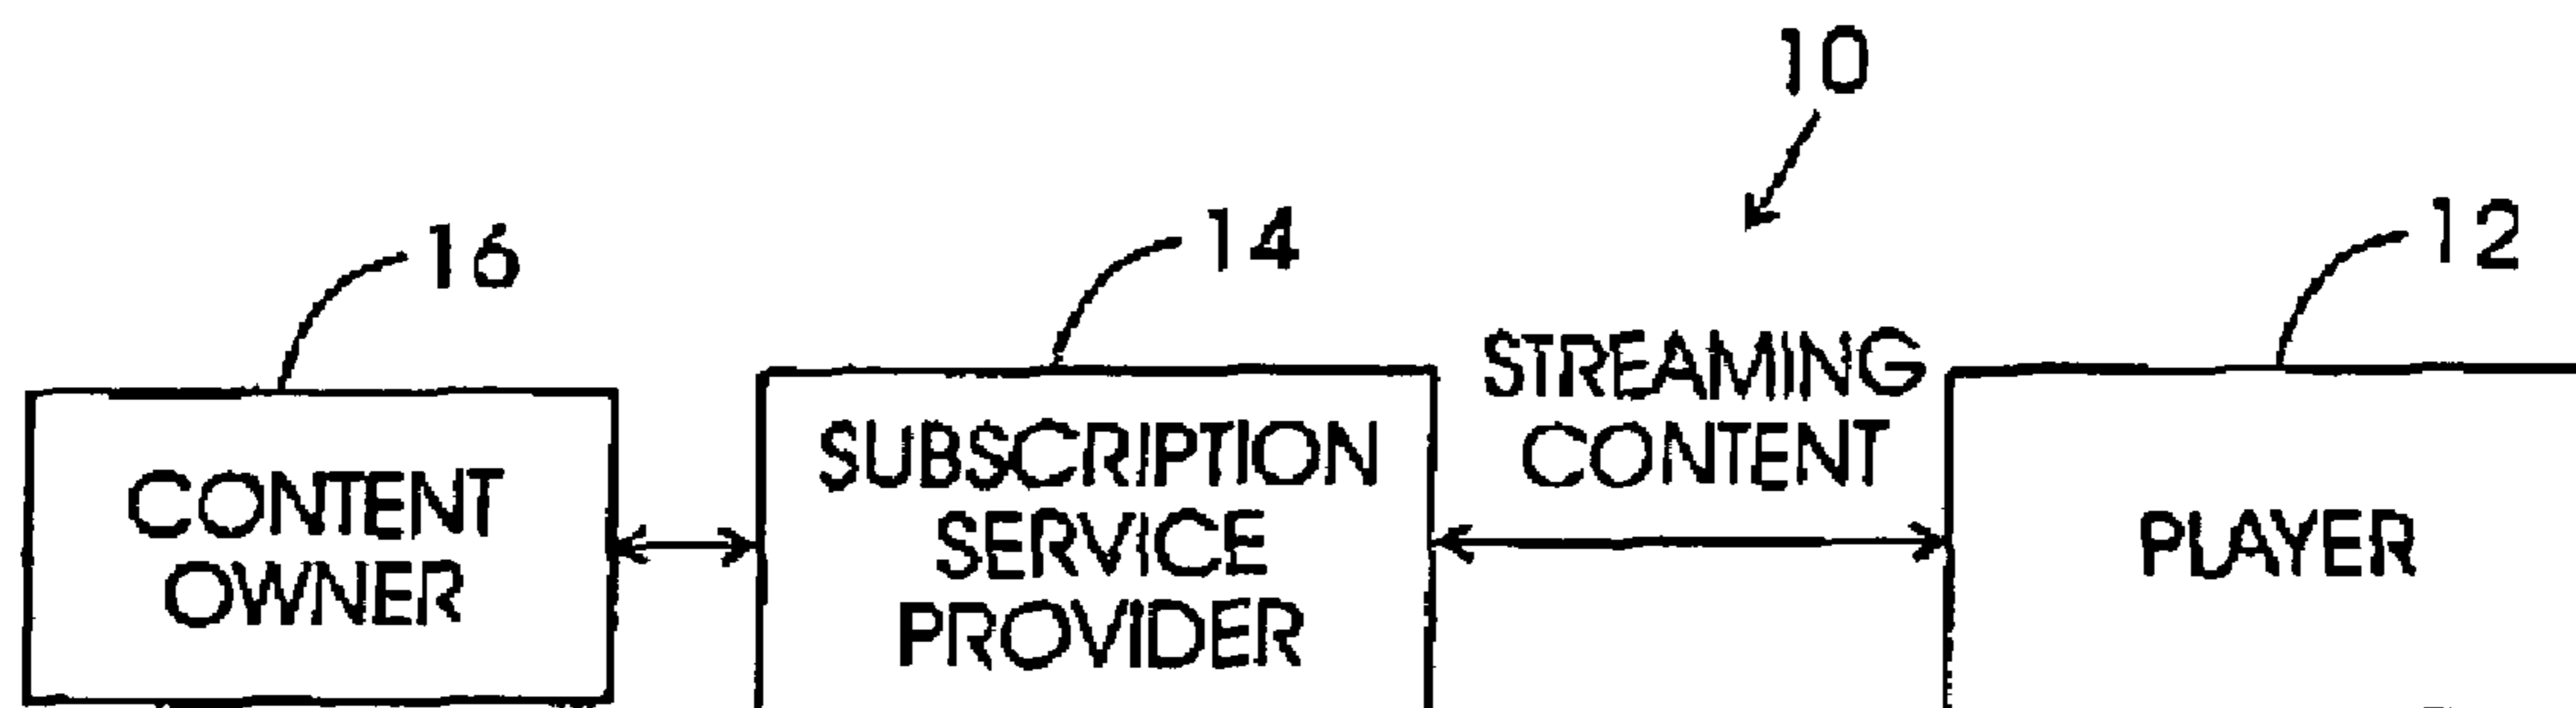 10
16
14
12
STREAMING
CONTENT
CONTENT
OWNER
SUBSCRIPTION
SERVICE
PROVIDER
PLAYER